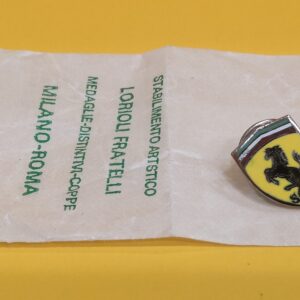 STABILIMENTO ARTISTICO
LORIOLI FRATELLI
MEDAGLIE-DISTINTIVI-COPPE
MILANO-ROMA